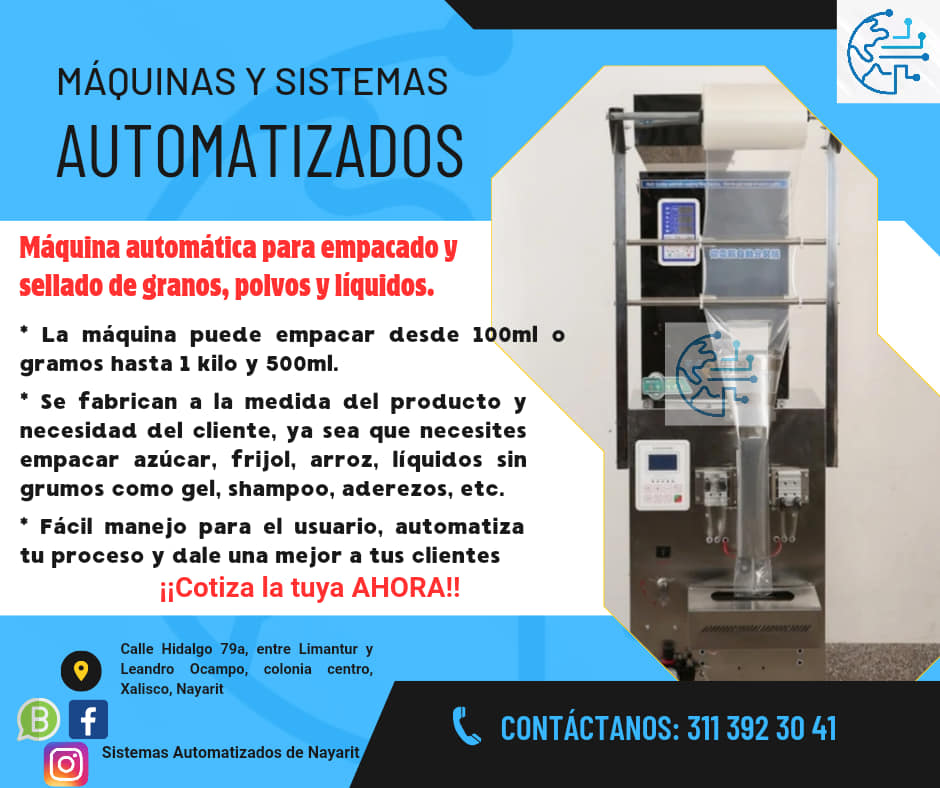 MÁQUINAS Y SISTEMAS
AUTOMATIZADOS
Máquina automática para empacado y
sellado de granos, polvos y líquidos.
* La máquina puede empacar desde 100ml o
gramos hasta 1 kilo y 500ml.
* Se fabrican a la medida del producto y
necesidad del cliente, ya sea que necesites
empacar azúcar, frijol, arroz, líquidos sin
grumos como gel, shampoo, aderezos, etc.
* Fácil manejo para el usuario, automatiza
tu proceso y dale una mejor a tus clientes
¡¡Cotiza la tuya AHORA!!
Calle Hidalgo 79a, entre Limantur y
Leandro Ocampo, colonia centro,
Xalisco, Nayarit
Sistemas Automatizados de Nayarit
CONTÁCTANOS: 311 392 30 41